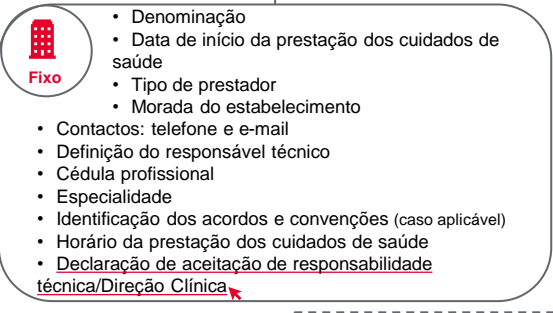 • Denominação
• Data de início da prestação dos cuidados de
saúde
Fixo
• Tipo de prestador
• Morada do estabelecimento
• Contactos: telefone e e-mail
• Definição do responsável técnico
• Cédula profissional
• Especialidade
• Identificação dos acordos e convenções (caso aplicável)
• Horário da prestação dos cuidados de saúde
• Declaração de aceitação de responsabilidade
técnica/Direção Clínica